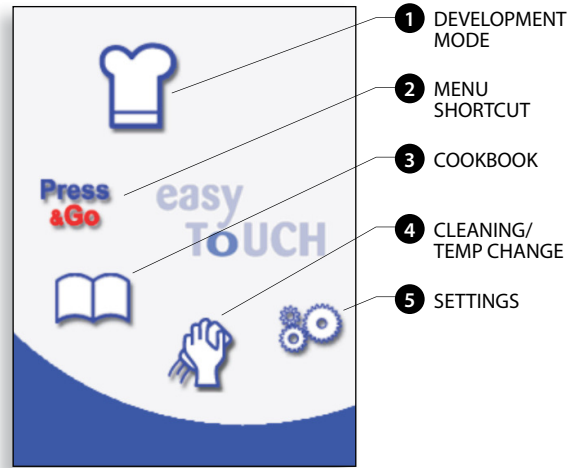 1 DEVELOPMENT
MODE
2 MENU
SHORTCUT
3 COOKBOOK
4 CLEANING/
TEMP CHANGE
5 SETTINGS
Press
&Go
easy
ToUCH